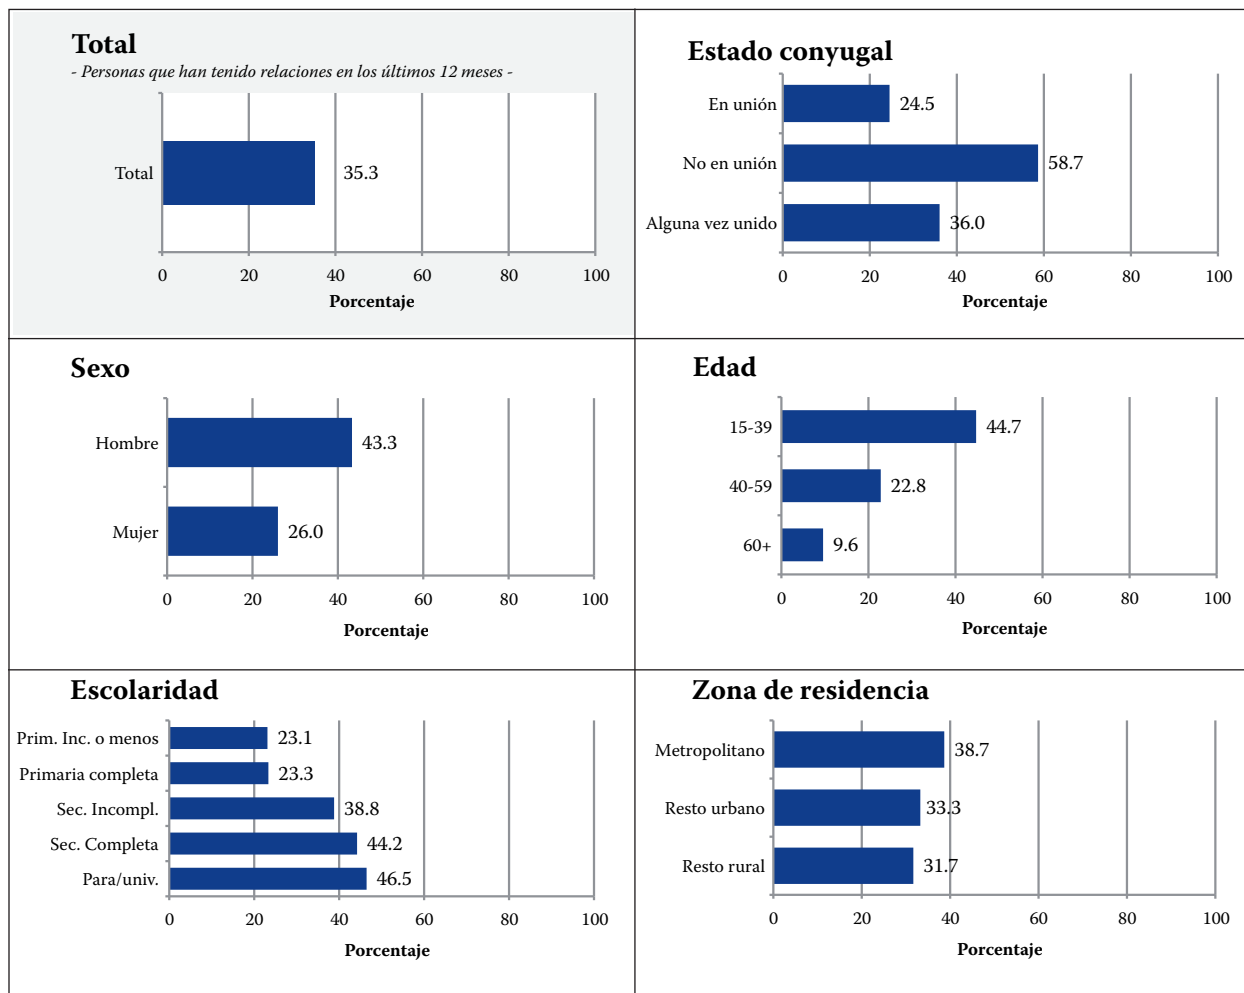 Total
- Personas que han tenido relaciones en los últimos 12 meses -
Total
35.3
0 20 40 60 80 100
Porcentaje
Estado conyugal
En unión 24.5
No en unión 58.7
Alguna vez unido 36.0
0 20 40 60 80 100
Porcentaje
Sexo
Hombre 43.3
Mujer 26.0
0 20 40 60 80 100
Porcentaje
Edad
15-39 44.7
40-59 22.8
60+ 9.6
0 20 40 60 80 100
Porcentaje
Escolaridad
Prim. Inc. o menos 23.1
Primaria completa 23.3
Sec. Incompl. 38.8
Sec. Completa 44.2
Para/univ. 46.5
0 20 40 60 80 100
Porcentaje
Zona de residencia
Metropolitano 38.7
Resto urbano 33.3
Resto rural 31.7
0 20 40 60 80 100
Porcentaje